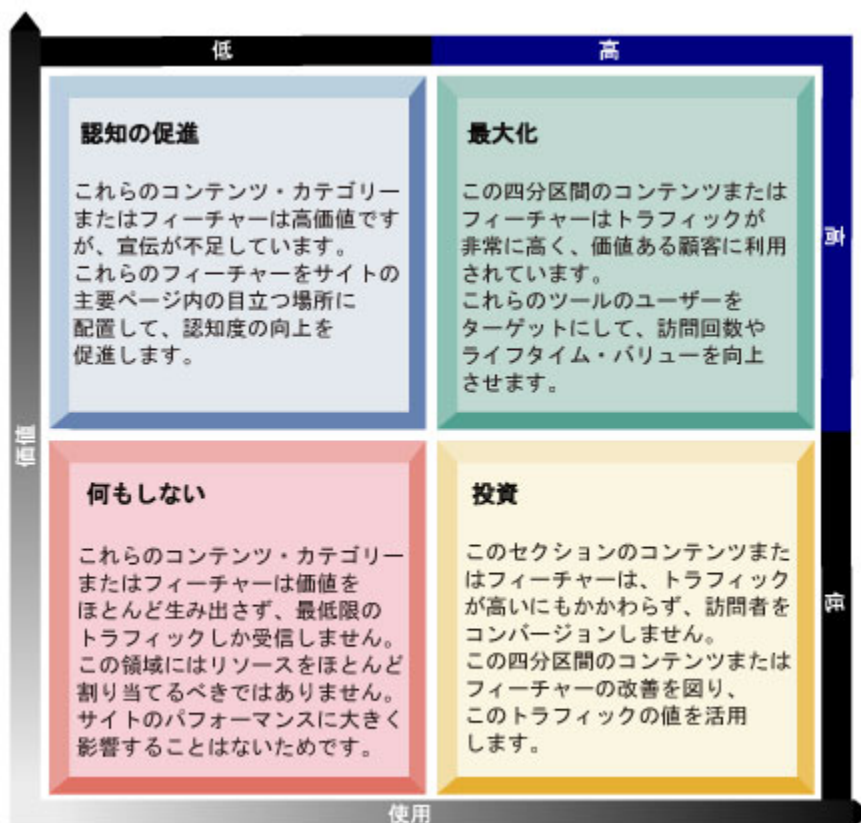 低
高
認知の促進
これらのコンテンツ・カテゴリー
またはフィーチャーは高価値です
が、宣伝が不足しています。
これらのフィーチャーをサイトの
主要ページ内の目立つ場所に
配置して、認知度の向上を
促進します。
最大化
この四分区間のコンテンツまたは
フィーチャーはトラフィックが
非常に高く、価値ある顧客に利用
されています。
これらのツールのユーザーを
ターゲットにして、訪問回数や
ライフタイム・バリューを向上
させます。
高
価値
何もしない
これらのコンテンツ・カテゴリー
またはフィーチャーは価値を
ほとんど生み出さず、最低限の
トラフィックしか受信しません。
この領域にはリソースをほとんど
割り当てるべきではありません。
サイトのパフォーマンスに大きく
影響することはないためです。
投資
このセクションのコンテンツまた
はフィーチャーは、トラフィック
が高いにもかかわらず、訪問者を
コンバージョンしません。
この四分区間のコンテンツまたは
フィーチャーの改善を図り、
このトラフィックの値を活用
します。
低
使用